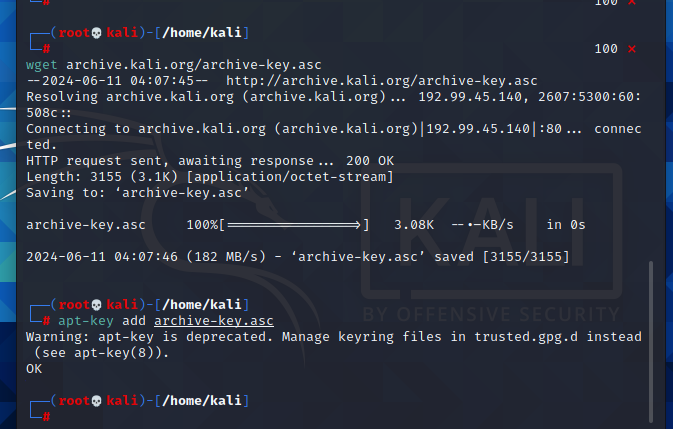 └─# 100 ⨯
┌──(root💀kali)-[/home/kali]
└─# 100 ⨯
wget archive.kali.org/archive-key.asc
--2024-06-11 04:07:45--  http://archive.kali.org/archive-key.asc
Resolving archive.kali.org (archive.kali.org)... 192.99.45.140, 2607:5300:60:
508c::
Connecting to archive.kali.org (archive.kali.org)|192.99.45.140|:80... connec
ted.
HTTP request sent, awaiting response... 200 OK
Length: 3155 (3.1K) [application/octet-stream]
Saving to: ‘archive-key.asc’
archive-key.asc     100%[===================>]   3.08K  --.-KB/s    in 0s
2024-06-11 04:07:46 (182 MB/s) - ‘archive-key.asc’ saved [3155/3155]
KALI
BY OFFENSIVE SECURITY
┌──(root💀kali)-[/home/kali]
└─# apt-key add archive-key.asc
Warning: apt-key is deprecated. Manage keyring files in trusted.gpg.d instead
 (see apt-key(8)).
OK
┌──(root💀kali)-[/home/kali]
└─#